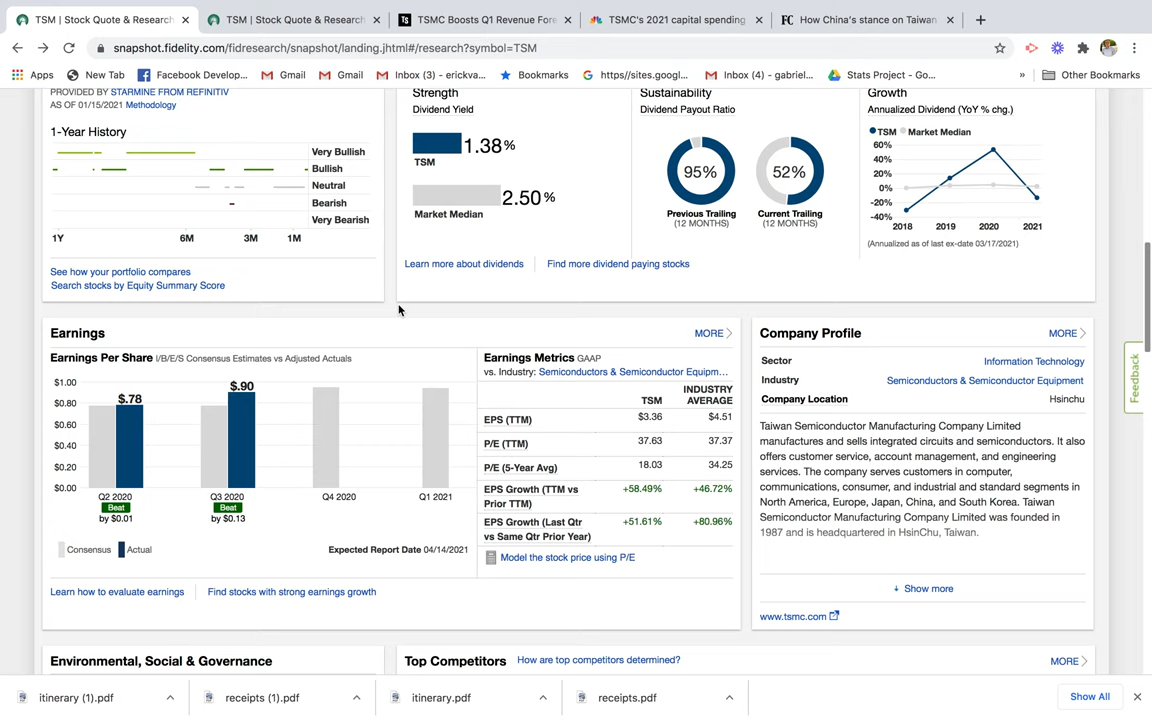 TSM | Stock Quote & Research
TSM | Stock Quote & Research
TSMC Boosts Q1 Revenue Fore
TSMC's 2021 capital spending
How China's stance on Taiwan
snapshot.fidelity.com/fidresearch/snapshot/landing.jhtml#/research?symbol=TSM
Apps
New Tab
Facebook Develop...
Gmail
Gmail
Inbox (3) - erickva...
Bookmarks
https//sites.googl...
Inbox (4) - gabriel...
Stats Project - Go...
»
Other Bookmarks
PROVIDED BY STARMINE FROM REFINITIV
AS OF 01/15/2021 Methodology
1-Year History
Very Bullish
Bullish
Neutral
Bearish
Very Bearish
1Y 6M 3M 1M
See how your portfolio compares
Search stocks by Equity Summary Score
Strength
Dividend Yield
1.38%
TSM
2.50%
Market Median
Sustainability
Dividend Payout Ratio
95%
Previous Trailing
(12 MONTHS)
52%
Current Trailing
(12 MONTHS)
Growth
Annualized Dividend (YoY % chg.)
TSM Market Median
60%
40%
20%
0%
-20%
-40%
2018 2019 2020 2021
(Annualized as of last ex-date 03/17/2021)
Learn more about dividends
Find more dividend paying stocks
Earnings
MORE
Earnings Per Share I/B/E/S Consensus Estimates vs Adjusted Actuals
$1.00
$0.80
$0.60
$0.40
$0.20
$0.00
$.78
$.90
Q2 2020 Q3 2020 Q4 2020 Q1 2021
Beat
by $0.01
Beat
by $0.13
Consensus Actual
Expected Report Date 04/14/2021
Earnings Metrics GAAP
vs. Industry: Semiconductors & Semiconductor Equipm...
TSM INDUSTRY AVERAGE
EPS (TTM) $3.36 $4.51
P/E (TTM) 37.63 37.37
P/E (5-Year Avg) 18.03 34.25
EPS Growth (TTM vs +58.49% +46.72%
Prior TTM)
EPS Growth (Last Qtr +51.61% +80.96%
vs Same Qtr Prior Year)
Model the stock price using P/E
Learn how to evaluate earnings
Find stocks with strong earnings growth
Company Profile
MORE
Sector Information Technology
Industry Semiconductors & Semiconductor Equipment
Company Location Hsinchu
Taiwan Semiconductor Manufacturing Company Limited
manufactures and sells integrated circuits and semiconductors. It also
offers customer service, account management, and engineering
services. The company serves customers in computer,
communications, consumer, and industrial and standard segments in
North America, Europe, Japan, China, and South Korea. Taiwan
Semiconductor Manufacturing Company Limited was founded in
1987 and is headquartered in HsinChu, Taiwan.
Show more
www.tsmc.com
Feedback
Environmental, Social & Governance
Top Competitors How are top competitors determined?
MORE
itinerary (1).pdf
receipts (1).pdf
itinerary.pdf
receipts.pdf
Show All